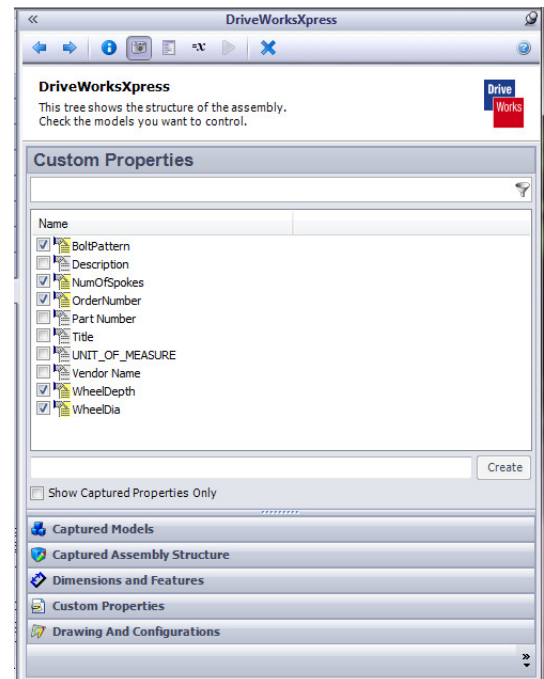 DriveWorksXpress
=x
DriveWorksXpress
This tree shows the structure of the assembly.
Check the models you want to control.
Drive
Works
Custom Properties
Name
BoltPattern
Description
NumOfSpokes
OrderNumber
Part Number
Title
UNIT_OF_MEASURE
Vendor Name
WheelDepth
WheelDia
Create
Show Captured Properties Only
Captured Models
Captured Assembly Structure
Dimensions and Features
Custom Properties
Drawing And Configurations